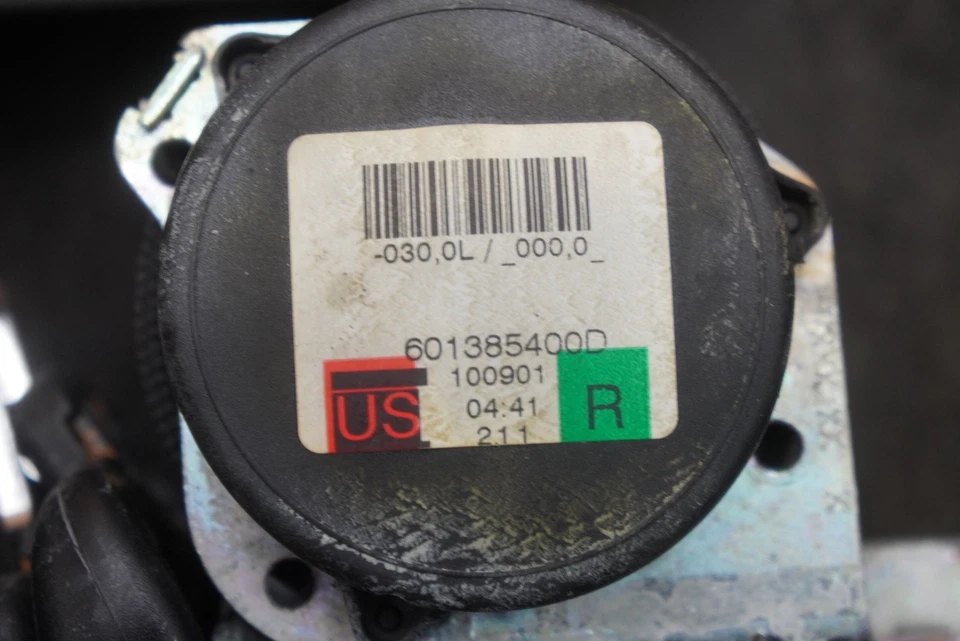 -030,0L / _000,0_
601385400D
100901
US
04:41
R
211